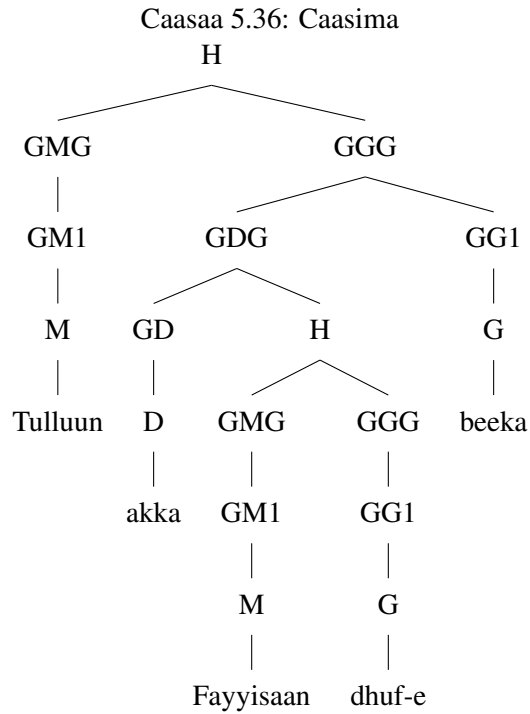 Caasaa 5.36: Caasima
H
GMG GGG
GM1 GDG GG1
M GD H G
Tulluun D GMG GGG beeka
akka GM1 GG1
M G
Fayyisaan dhuf-e